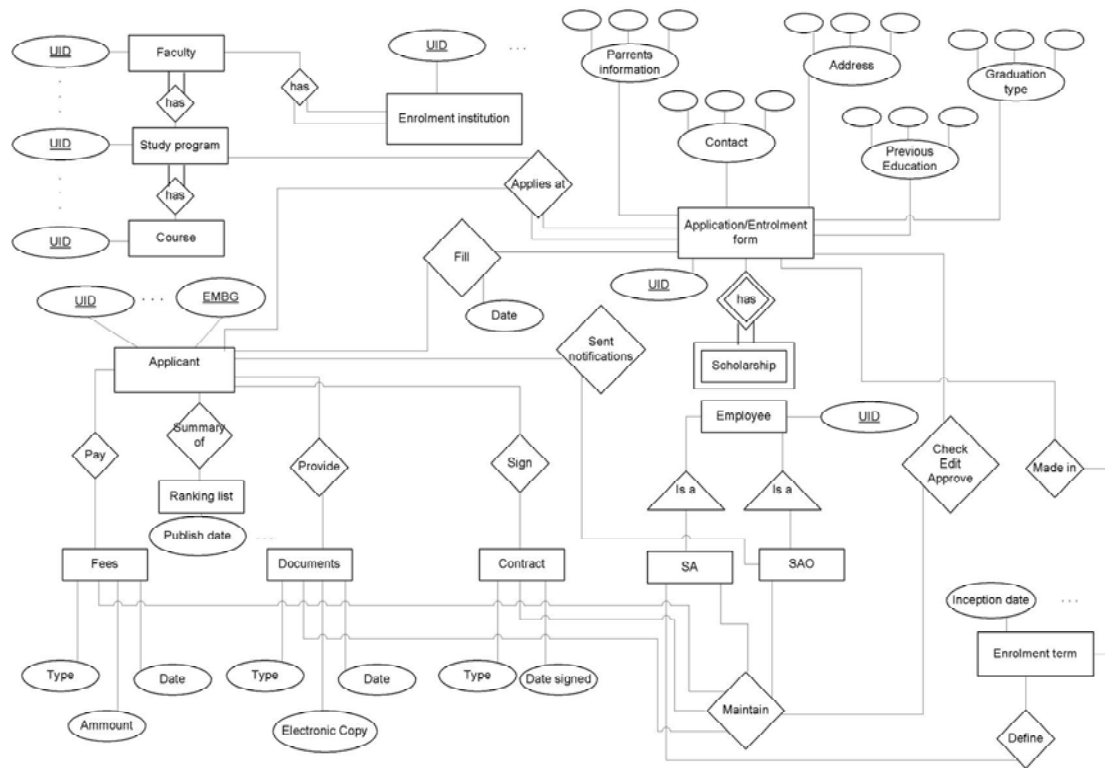 Faculty
UID
has
has
UID
...
Enrolment institution
Study program
UID
has
Course
UID
Parrents
information
Address
Graduation
type
Contact
Previous
Education
Applies at
Application/Entrolment
form
UID
Fill
Date
has
Scholarship
UID
...
EMBG
Applicant
Sent
notifications
Employee
UID
Pay
Summary
of
Provide
Sign
Is a
Is a
Check
Edit
Approve
Made in
Ranking list
Publish date
....
Fees
Documents
Contract
SA
SAO
Inception date
...
Enrolment term
Type
Date
Ammount
Type
Date
Electronic Copy
Type
Date signed
Maintain
Define